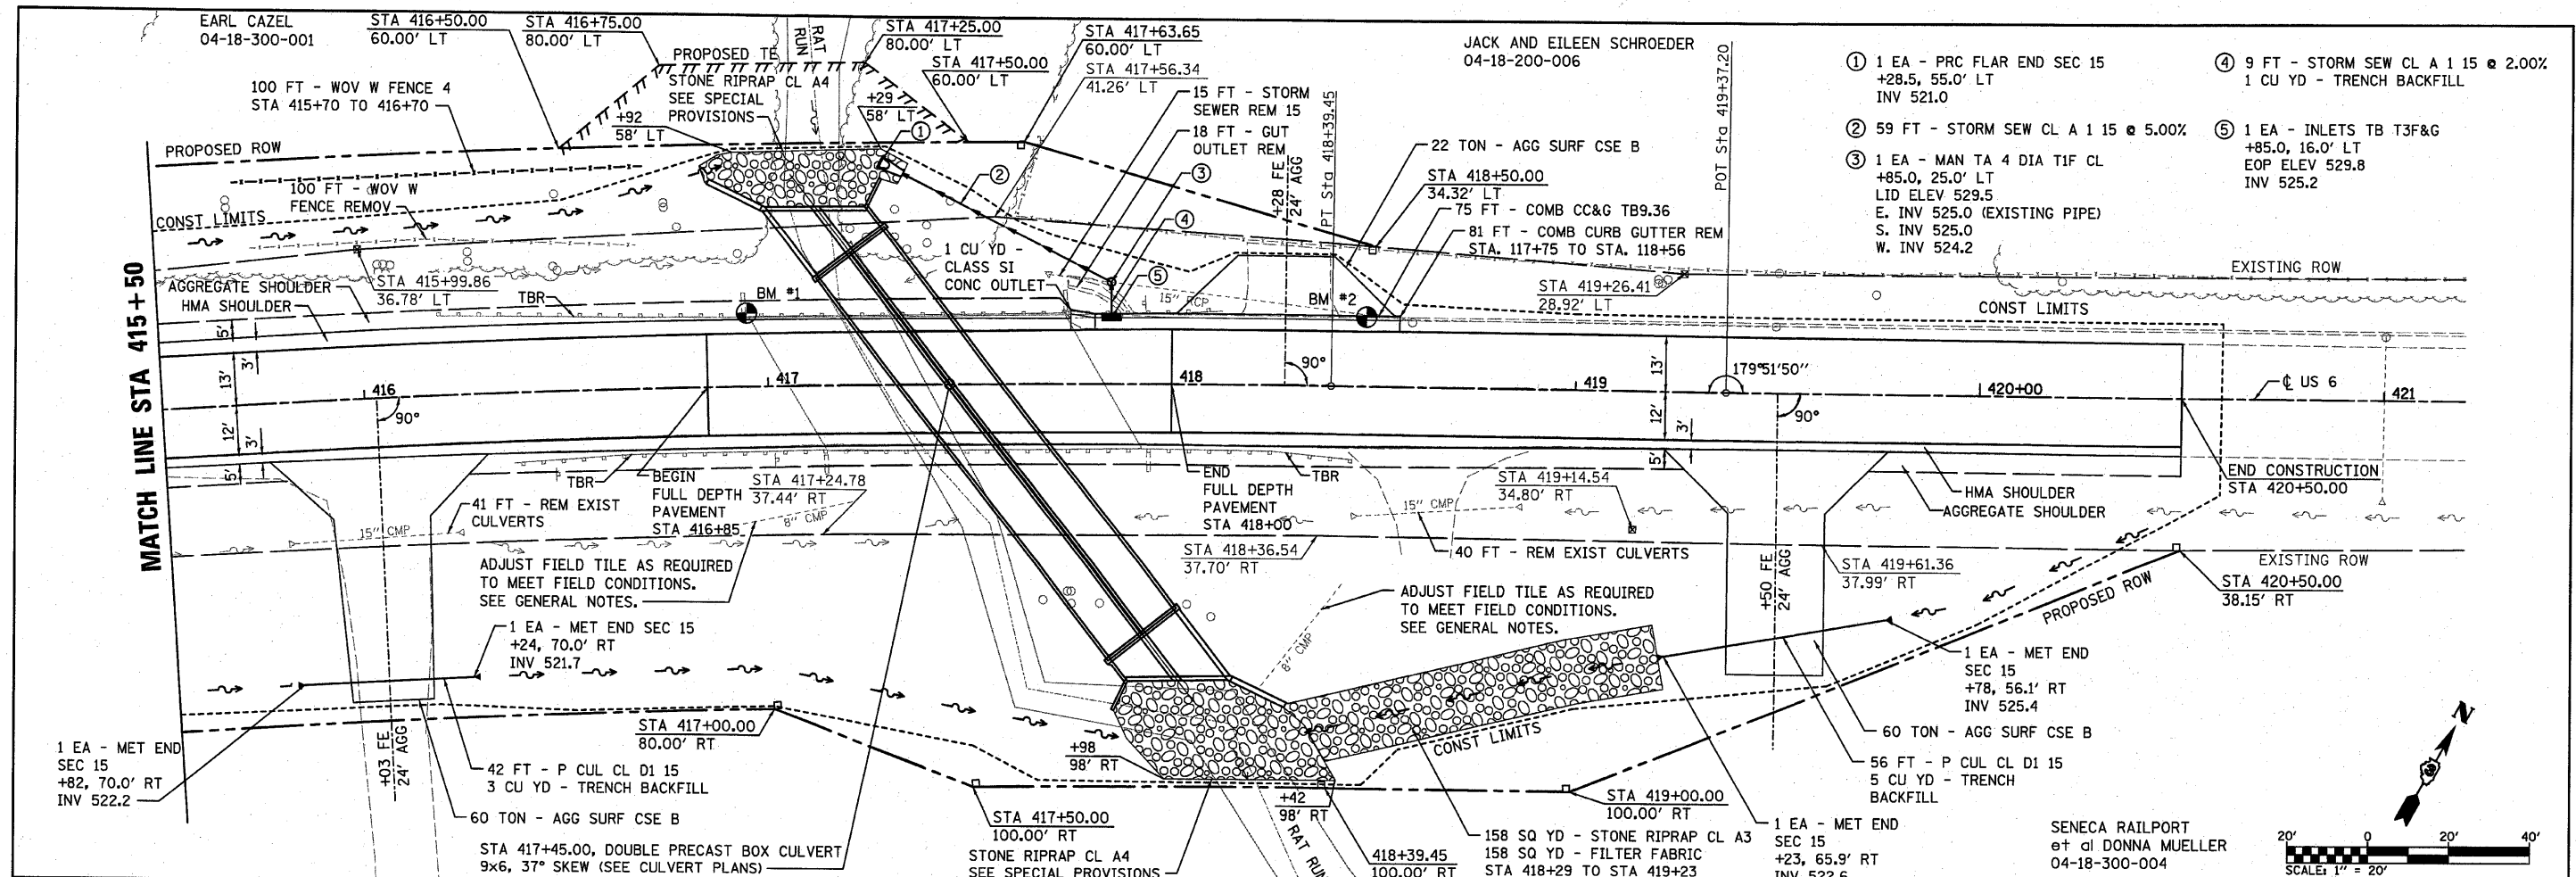 EARL CAZEL
04-18-300-001
STA 416+50.00
60.00' LT
STA 416+75.00
80.00' LT
PROPOSED TE
RAT
RUN
STA 417+25.00
80.00' LT
STA 417+50.00
60.00' LT
STA 417+63.65
60.00' LT
STA 417+56.34
41.26' LT
JACK AND EILEEN SCHROEDER
04-18-200-006
POT Sta 419+37.20
① 1 EA - PRC FLAR END SEC 15
+28.5, 55.0' LT
INV 521.0
② 59 FT - STORM SEW CL A 1 15 @ 5.00%
③ 1 EA - MAN TA 4 DIA T1F CL
+85.0, 25.0' LT
LID ELEV 529.5
E. INV 525.0 (EXISTING PIPE)
S. INV 525.0
W. INV 524.2
④ 9 FT - STORM SEW CL A 1 15 @ 2.00%
1 CU YD - TRENCH BACKFILL
⑤ 1 EA - INLETS TB T3F&G
+85.0, 16.0' LT
EOP ELEV 529.8
INV 525.2
100 FT - WOV W FENCE 4
STA 415+70 TO 416+70
STONE RIPRAP CL A4
SEE SPECIAL
PROVISIONS
+92
58' LT
+29
58' LT
①
15 FT - STORM
SEWER REM 15
18 FT - GUT
OUTLET REM
②
③
④
⑤
+28 FE
24' AGG
PT Sta 418+39.45
22 TON - AGG SURF CSE B
STA 418+50.00
34.32' LT
75 FT - COMB CC&G TB9.36
81 FT - COMB CURB GUTTER REM
STA. 117+75 TO STA. 118+56
PROPOSED ROW
100 FT - WOV W
FENCE REMOV
CONST LIMITS
STA 415+99.86
36.78' LT
AGGREGATE SHOULDER
HMA SHOULDER
TBR
BM #1
1 CU YD -
CLASS SI
CONC OUTLET
15" RCP
BM #2
STA 419+26.41
28.92' LT
EXISTING ROW
CONST LIMITS
MATCH LINE STA 415+50
5'
3'
13'
12'
3'
5'
416
90°
417
418
90°
419
13'
12'
3'
5'
179°51'50"
90°
420+00
℄ US 6
421
TBR
BEGIN
FULL DEPTH
PAVEMENT
STA 416+85
STA 417+24.78
37.44' RT
8" CMP
END
FULL DEPTH
PAVEMENT
STA 418+00
TBR
STA 418+36.54
37.70' RT
15" CMP
40 FT - REM EXIST CULVERTS
STA 419+14.54
34.80' RT
HMA SHOULDER
AGGREGATE SHOULDER
END CONSTRUCTION
STA 420+50.00
41 FT - REM EXIST
CULVERTS
15" CMP
ADJUST FIELD TILE AS REQUIRED
TO MEET FIELD CONDITIONS.
SEE GENERAL NOTES.
ADJUST FIELD TILE AS REQUIRED
TO MEET FIELD CONDITIONS.
SEE GENERAL NOTES.
8" CMP
+50 FE
24' AGG
STA 419+61.36
37.99' RT
EXISTING ROW
STA 420+50.00
38.15' RT
PROPOSED ROW
1 EA - MET END SEC 15
+24, 70.0' RT
INV 521.7
1 EA - MET END
SEC 15
+78, 56.1' RT
INV 525.4
1 EA - MET END
SEC 15
+82, 70.0' RT
INV 522.2
+03 FE
24' AGG
STA 417+00.00
80.00' RT
42 FT - P CUL CL D1 15
3 CU YD - TRENCH BACKFILL
60 TON - AGG SURF CSE B
STA 417+45.00, DOUBLE PRECAST BOX CULVERT
9x6, 37° SKEW (SEE CULVERT PLANS)
+98
98' RT
STA 417+50.00
100.00' RT
STONE RIPRAP CL A4
SEE SPECIAL PROVISIONS
+42
98' RT
RAT RUN
418+39.45
100.00' RT
CONST LIMITS
158 SQ YD - STONE RIPRAP CL A3
158 SQ YD - FILTER FABRIC
STA 418+29 TO STA 419+23
STA 419+00.00
100.00' RT
60 TON - AGG SURF CSE B
56 FT - P CUL CL D1 15
5 CU YD - TRENCH
BACKFILL
1 EA - MET END
SEC 15
+23, 65.9' RT
INV 522.6
SENECA RAILPORT
et al DONNA MUELLER
04-18-300-004
N
20' 0 20' 40'
SCALE: 1" = 20'